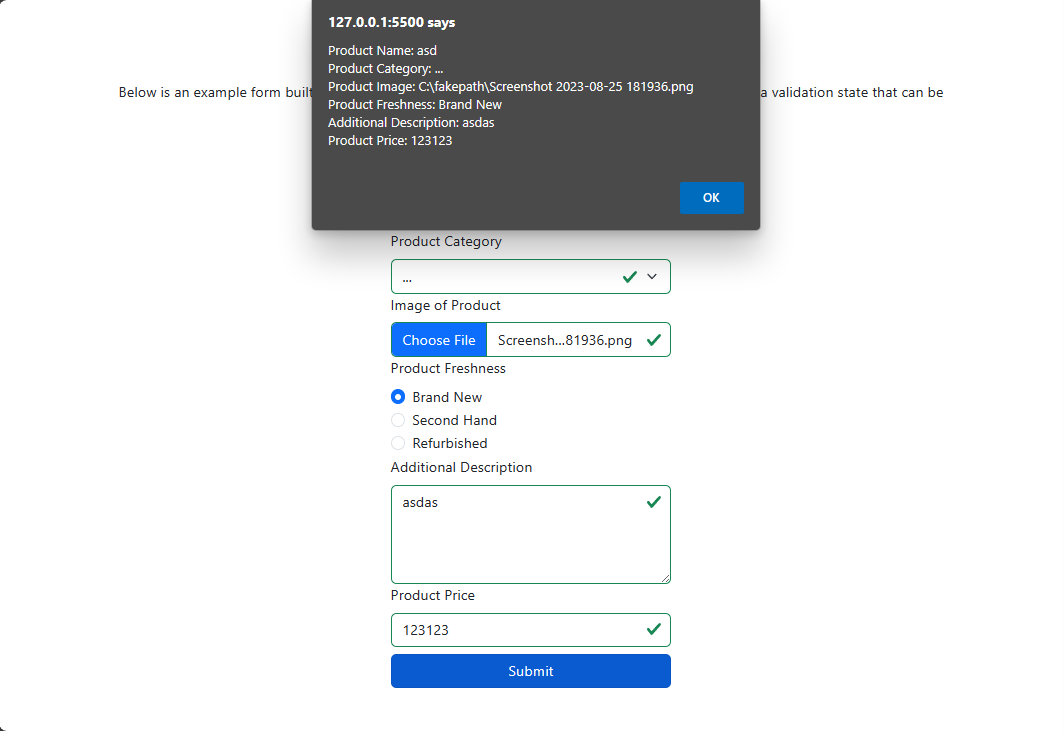 127.0.0.1:5500 says
Product Name: asd
Product Category: ...
Product Image: C:\fakepath\Screenshot 2023-08-25 181936.png
Product Freshness: Brand New
Additional Description: asdas
Product Price: 123123
OK
Below is an example form built
a validation state that can be
Product Category
...
Image of Product
Choose File Screensh...81936.png
Product Freshness
Brand New
Second Hand
Refurbished
Additional Description
asdas
Product Price
123123
Submit